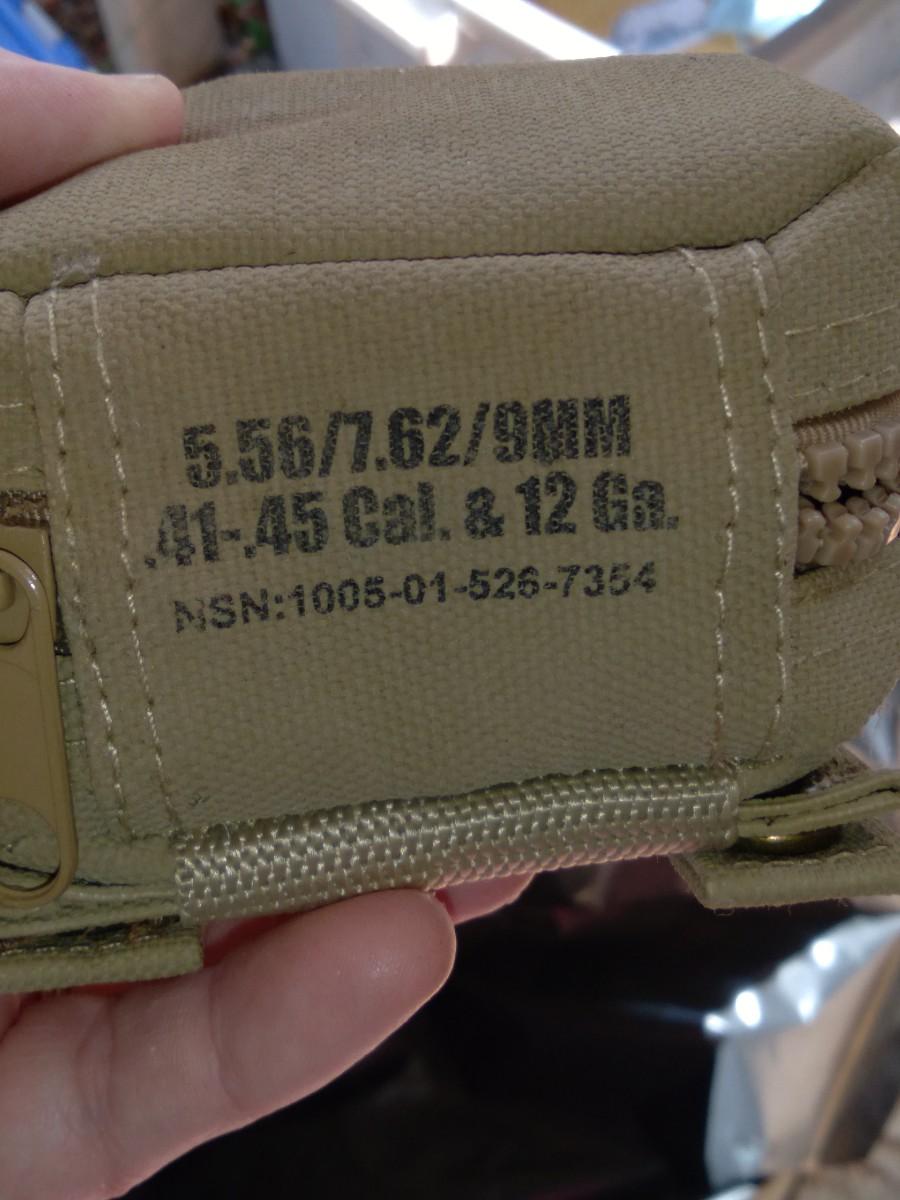 5.56/7.62/9MM
.41-.45 Cal. & 12 Ga.
NSN:1005-01-526-7354